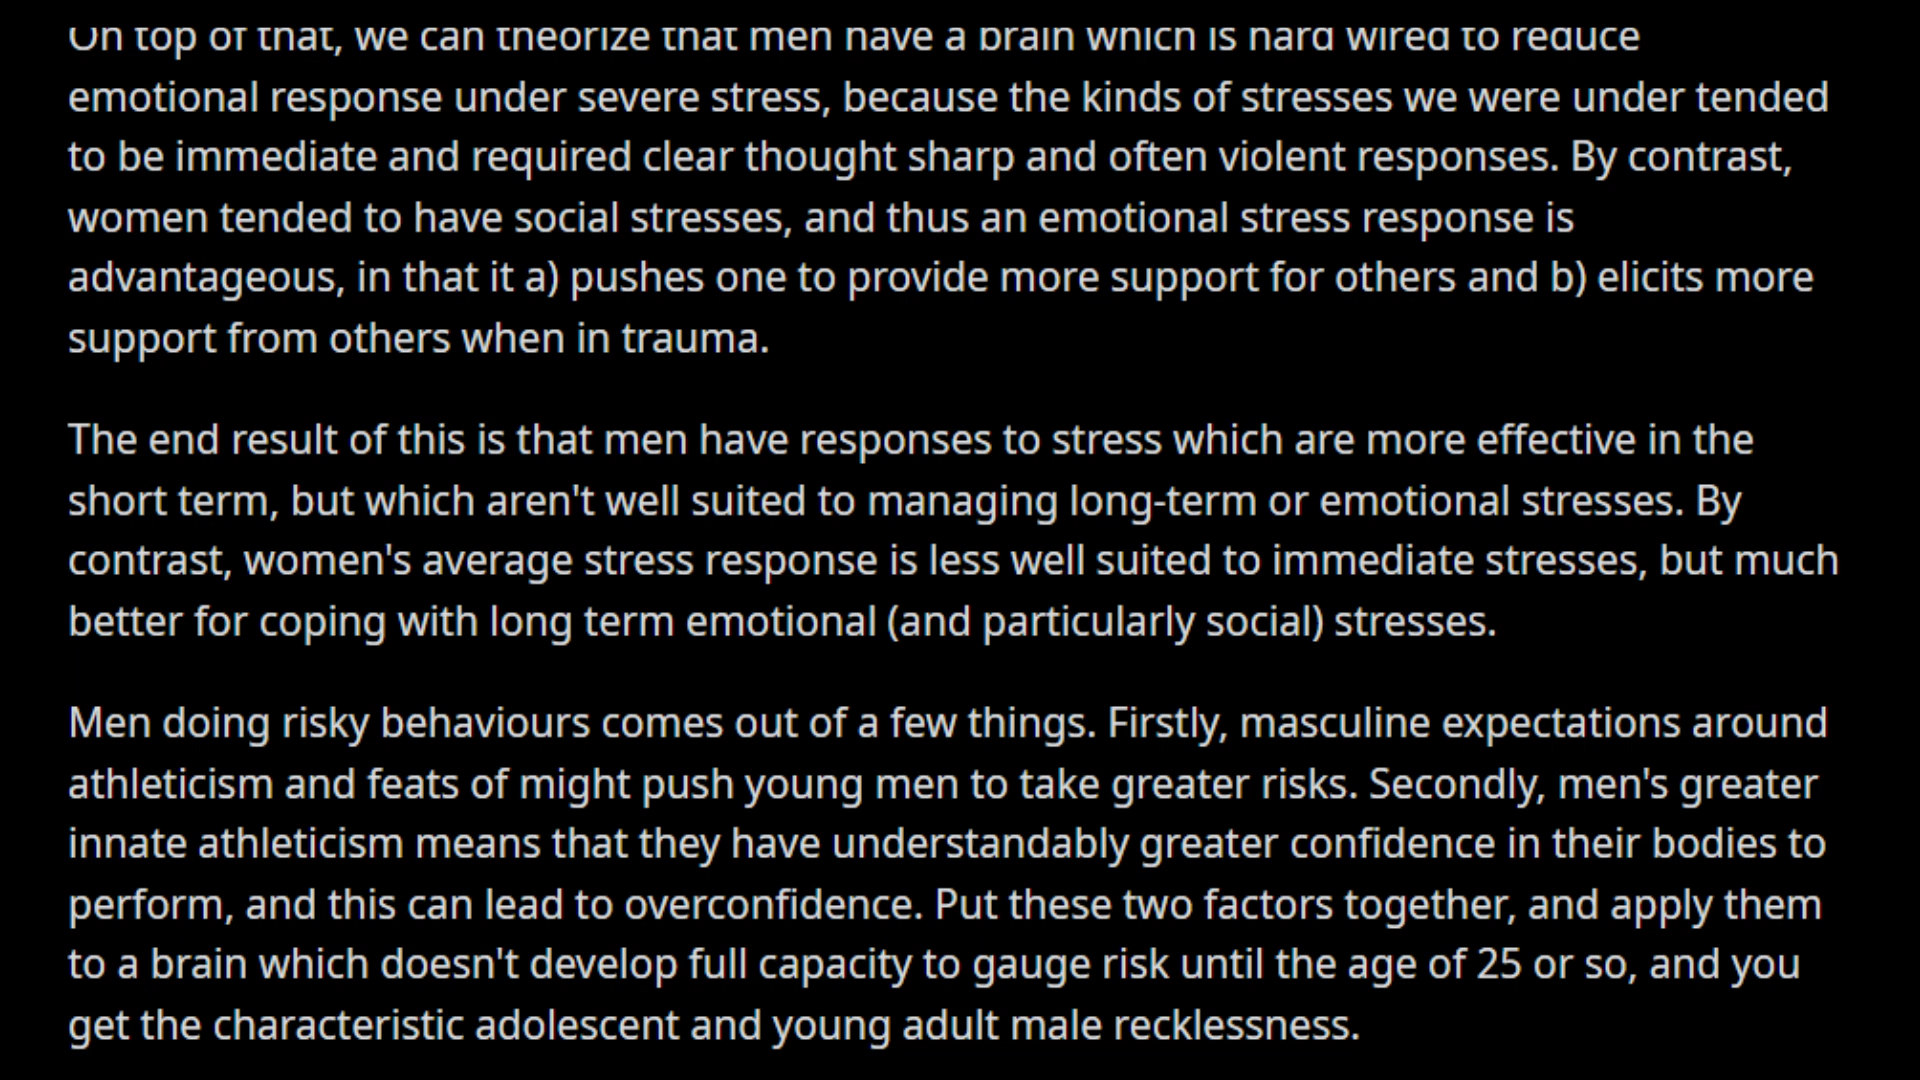 On top of that, we can theorize that men have a brain which is hard wired to reduce
emotional response under severe stress, because the kinds of stresses we were under tended
to be immediate and required clear thought sharp and often violent responses. By contrast,
women tended to have social stresses, and thus an emotional stress response is
advantageous, in that it a) pushes one to provide more support for others and b) elicits more
support from others when in trauma.
The end result of this is that men have responses to stress which are more effective in the
short term, but which aren't well suited to managing long-term or emotional stresses. By
contrast, women's average stress response is less well suited to immediate stresses, but much
better for coping with long term emotional (and particularly social) stresses.
Men doing risky behaviours comes out of a few things. Firstly, masculine expectations around
athleticism and feats of might push young men to take greater risks. Secondly, men's greater
innate athleticism means that they have understandably greater confidence in their bodies to
perform, and this can lead to overconfidence. Put these two factors together, and apply them
to a brain which doesn't develop full capacity to gauge risk until the age of 25 or so, and you
get the characteristic adolescent and young adult male recklessness.